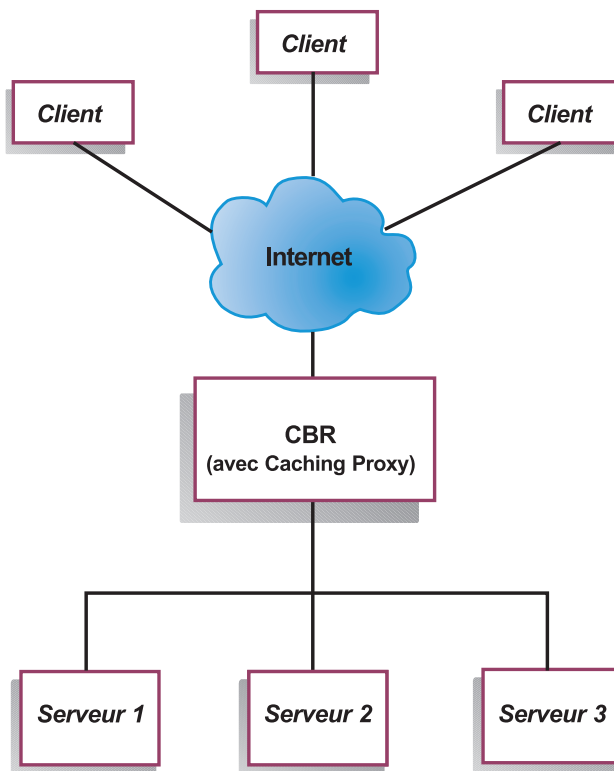 Client
Client
Client
Internet
CBR
(avec Caching Proxy)
Serveur 1
Serveur 2
Serveur 3